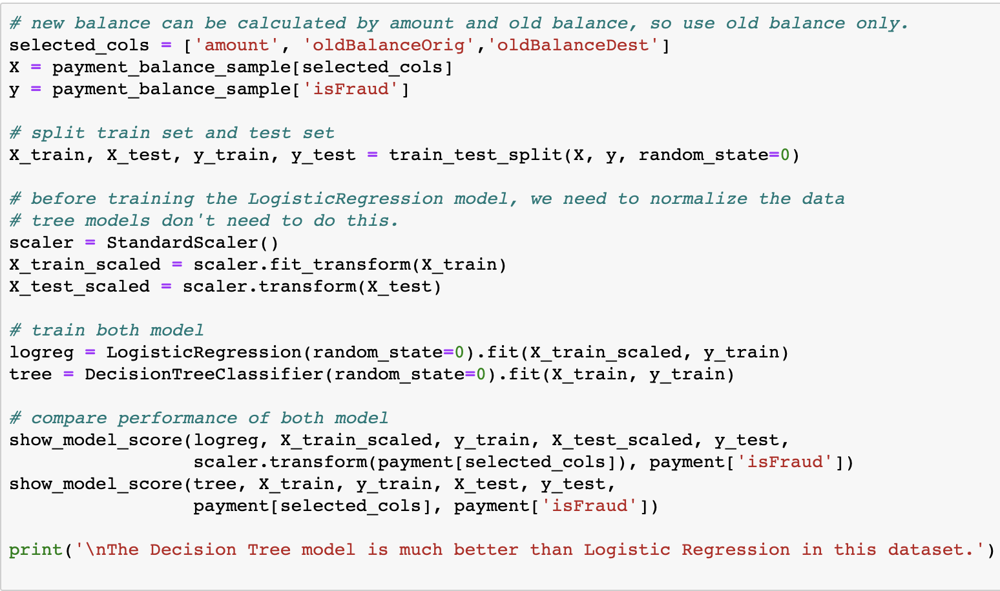 # new balance can be calculated by amount and old balance, so use old balance only.
selected_cols = ['amount', 'oldBalanceOrig','oldBalanceDest']
X = payment_balance_sample[selected_cols]
y = payment_balance_sample['isFraud']

# split train set and test set
X_train, X_test, y_train, y_test = train_test_split(X, y, random_state=0)

# before training the LogisticRegression model, we need to normalize the data
# tree models don't need to do this.
scaler = StandardScaler()
X_train_scaled = scaler.fit_transform(X_train)
X_test_scaled = scaler.transform(X_test)

# train both model
logreg = LogisticRegression(random_state=0).fit(X_train_scaled, y_train)
tree = DecisionTreeClassifier(random_state=0).fit(X_train, y_train)

# compare performance of both model
show_model_score(logreg, X_train_scaled, y_train, X_test_scaled, y_test,
                 scaler.transform(payment[selected_cols]), payment['isFraud'])
show_model_score(tree, X_train, y_train, X_test, y_test,
                 payment[selected_cols], payment['isFraud'])

print('\nThe Decision Tree model is much better than Logistic Regression in this dataset.')